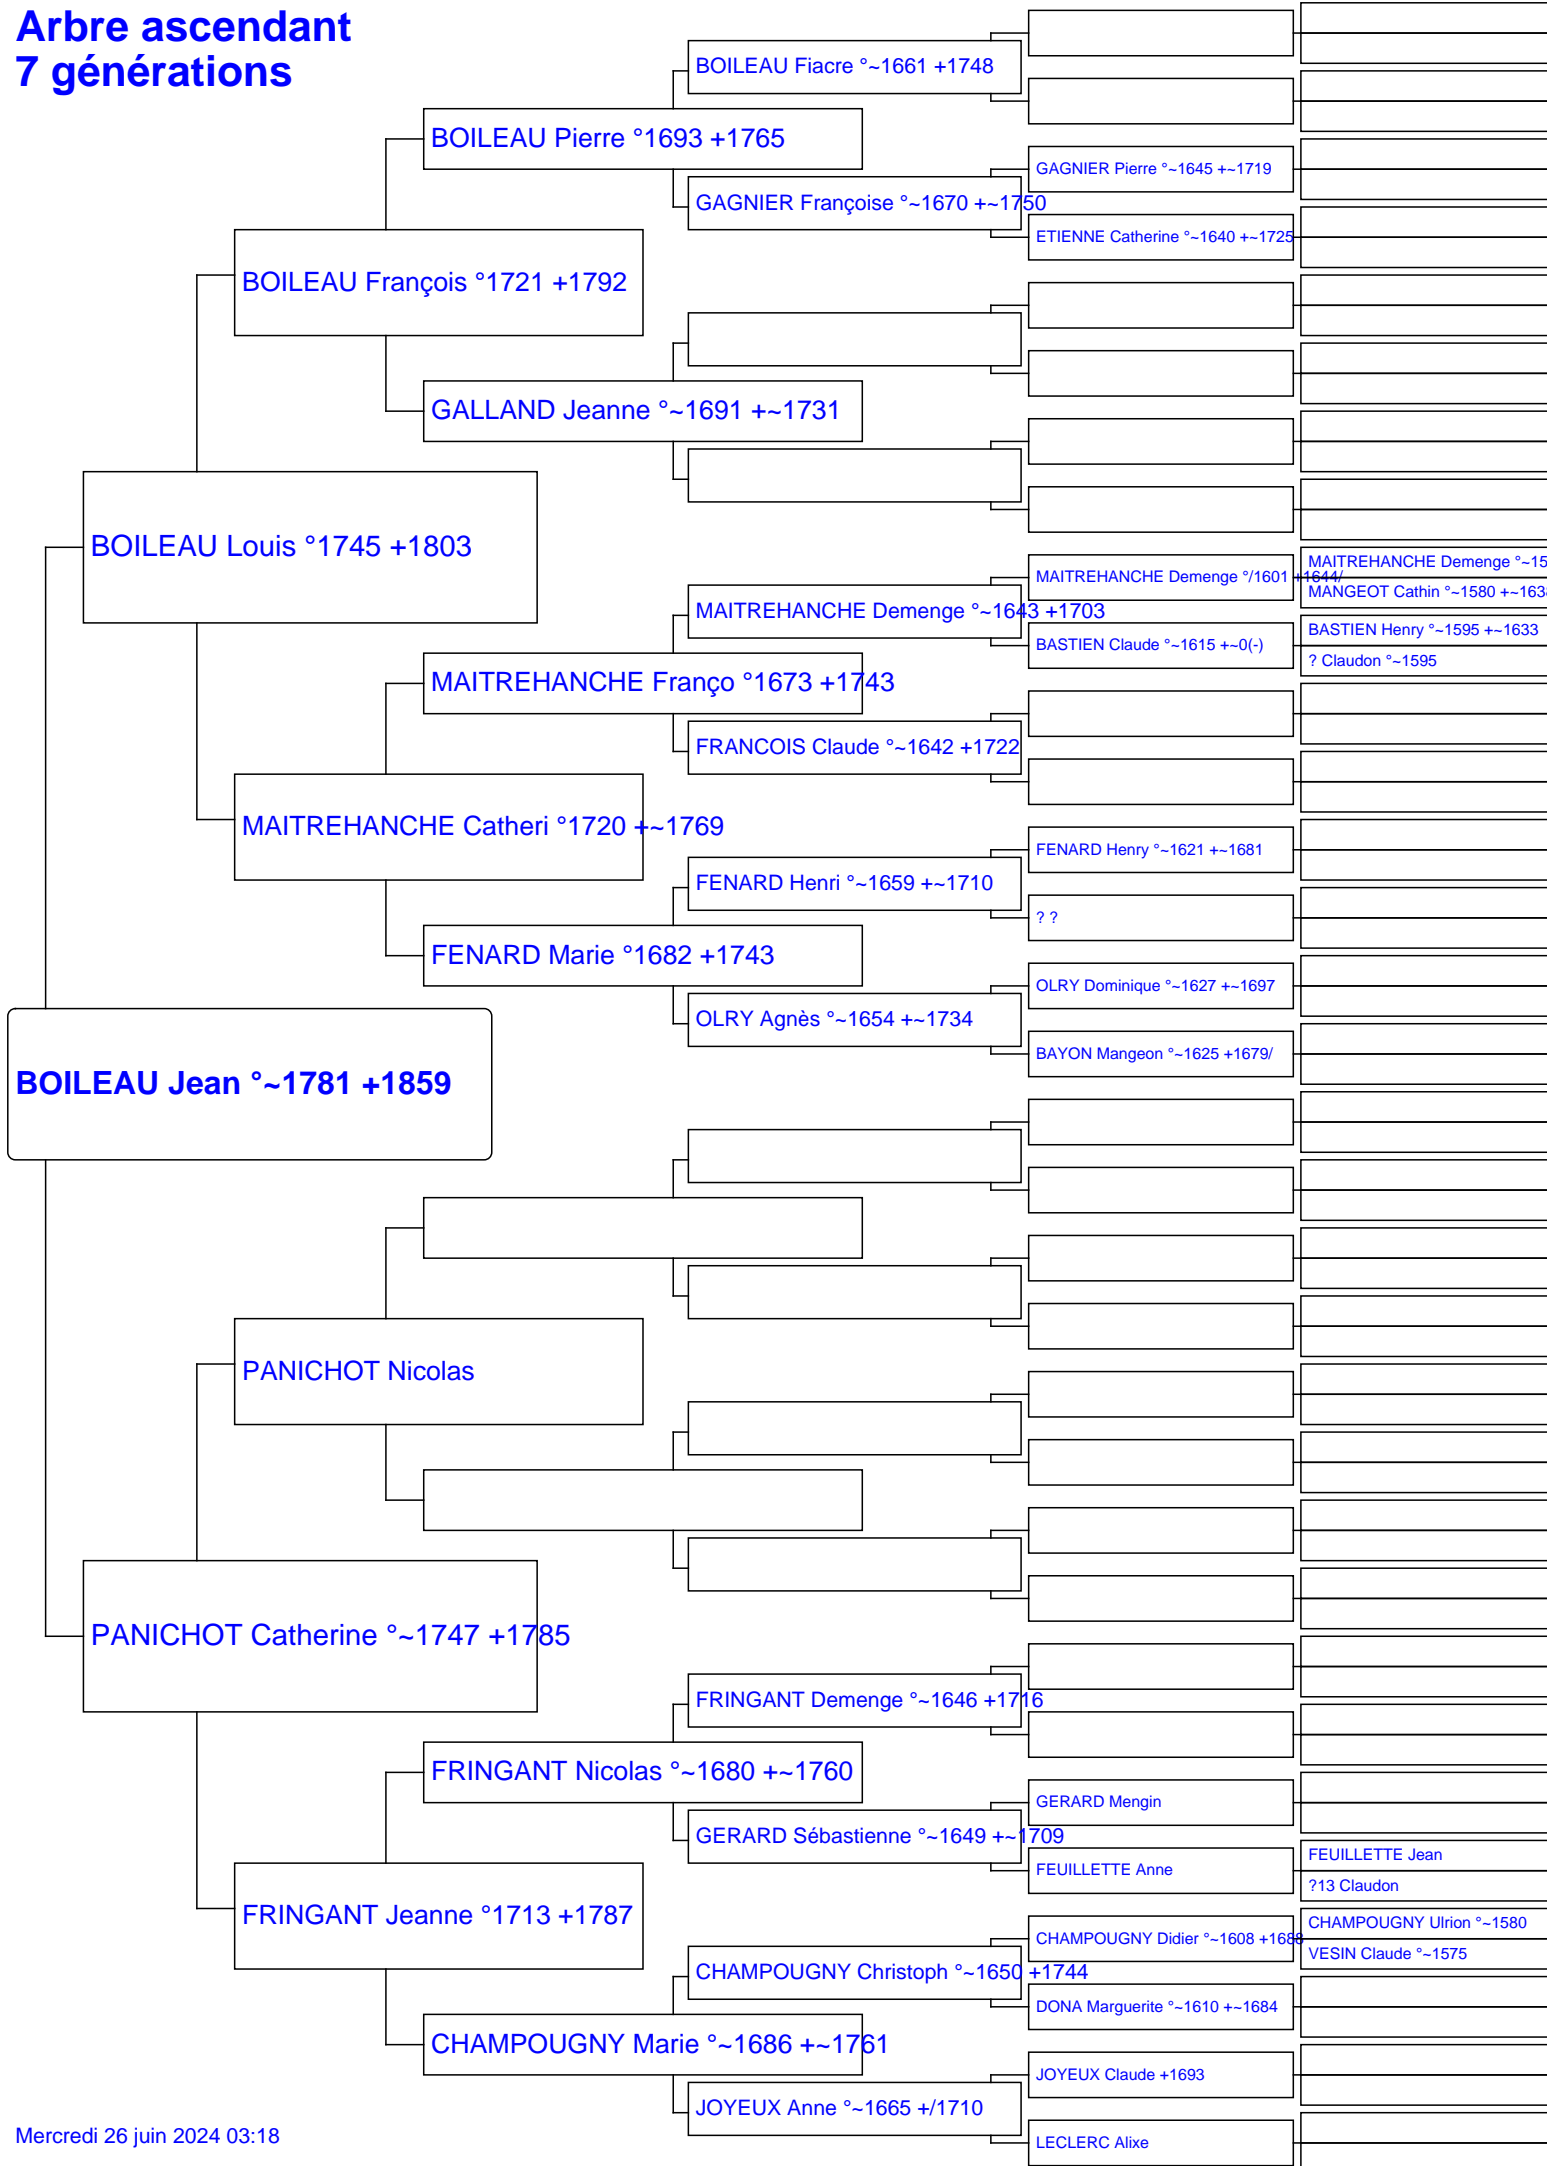 Arbre ascendant
7 générations
BOILEAU Fiacre °~1661 +1748
BOILEAU Pierre °1693 +1765
GAGNIER Pierre °~1645 +~1719
GAGNIER Françoise °~1670 +~1750
ETIENNE Catherine °~1640 +~1725
BOILEAU François °1721 +1792
GALLAND Jeanne °~1691 +~1731
BOILEAU Louis °1745 +1803
MAITREHANCHE Demenge °~15
MAITREHANCHE Demenge °/1601 +1644/
MANGEOT Cathin °~1580 +~1638
MAITREHANCHE Demenge °~1643 +1703
BASTIEN Henry °~1595 +~1633
BASTIEN Claude °~1615 +~0(-)
? Claudon °~1595
MAITREHANCHE Franço °1673 +1743
FRANCOIS Claude °~1642 +1722
MAITREHANCHE Catheri °1720 +~1769
FENARD Henry °~1621 +~1681
FENARD Henri °~1659 +~1710
? ?
FENARD Marie °1682 +1743
OLRY Dominique °~1627 +~1697
OLRY Agnès °~1654 +~1734
BAYON Mangeon °~1625 +1679/
BOILEAU Jean °~1781 +1859
PANICHOT Nicolas
PANICHOT Catherine °~1747 +1785
FRINGANT Demenge °~1646 +1716
FRINGANT Nicolas °~1680 +~1760
GERARD Mengin
GERARD Sébastienne °~1649 +~1709
FEUILLETTE Jean
FEUILLETTE Anne
?13 Claudon
FRINGANT Jeanne °1713 +1787
CHAMPOUGNY Ulrion °~1580
CHAMPOUGNY Didier °~1608 +1688
VESIN Claude °~1575
CHAMPOUGNY Christoph °~1650 +1744
DONA Marguerite °~1610 +~1684
CHAMPOUGNY Marie °~1686 +~1761
JOYEUX Claude +1693
JOYEUX Anne °~1665 +/1710
LECLERC Alixe
Mercredi 26 juin 2024 03:18